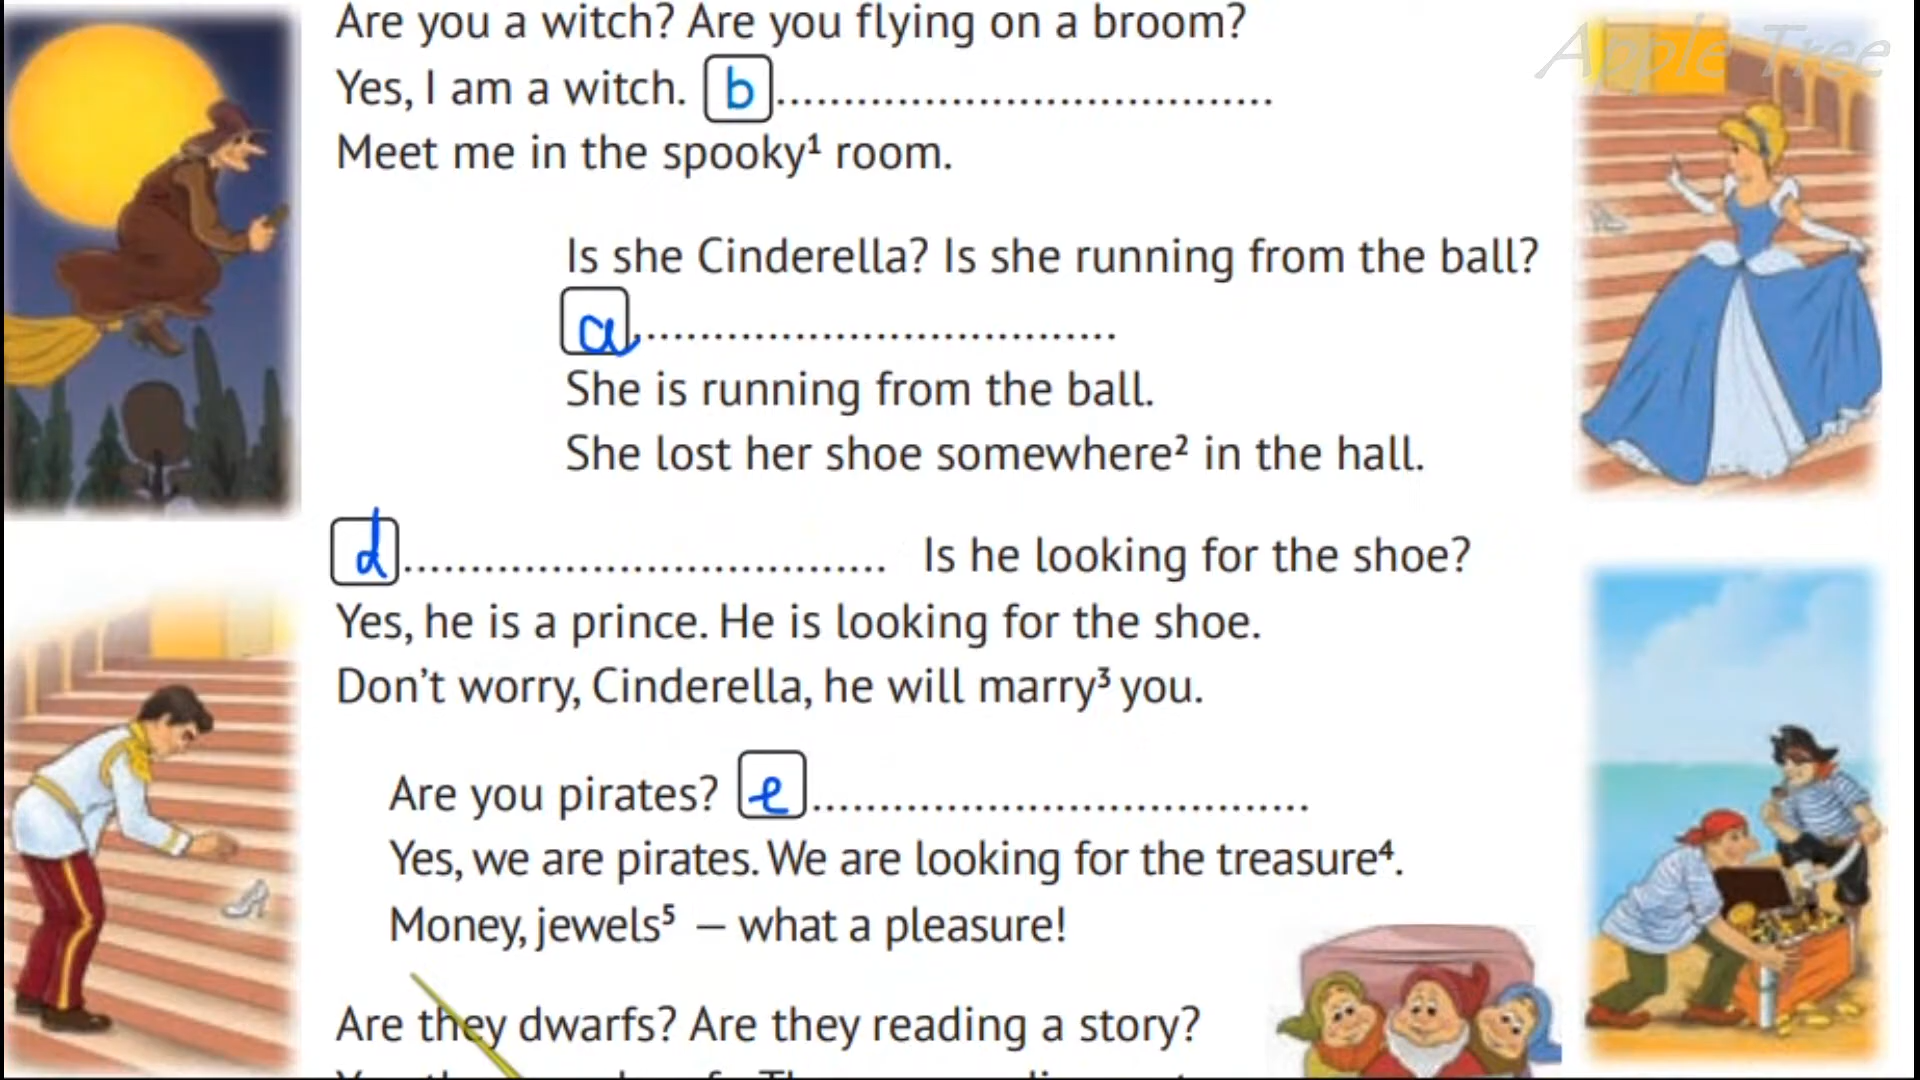 Apple Tree
Are you a witch? Are you flying on a broom?
Yes, I am a witch. b ........................................
Meet me in the spooky¹ room.
Is she Cinderella? Is she running from the ball?
a ........................................
She is running from the ball.
She lost her shoe somewhere² in the hall.
d ........................................ Is he looking for the shoe?
Yes, he is a prince. He is looking for the shoe.
Don't worry, Cinderella, he will marry³ you.
Are you pirates? e ........................................
Yes, we are pirates. We are looking for the treasure⁴.
Money, jewels⁵ – what a pleasure!
Are they dwarfs? Are they reading a story?